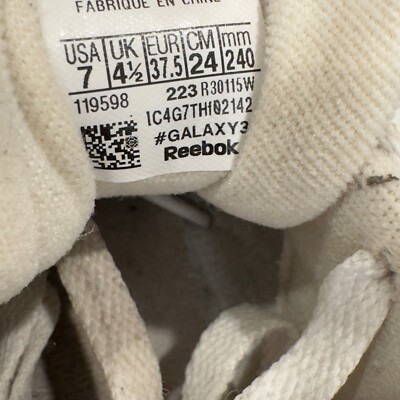 FABRIQUE EN CHINE
USA UK EUR CM mm
7 4½ 37.5 24 240
119598 223 R30115W
IC4G7TH102142
#GALAXY3
Reebok